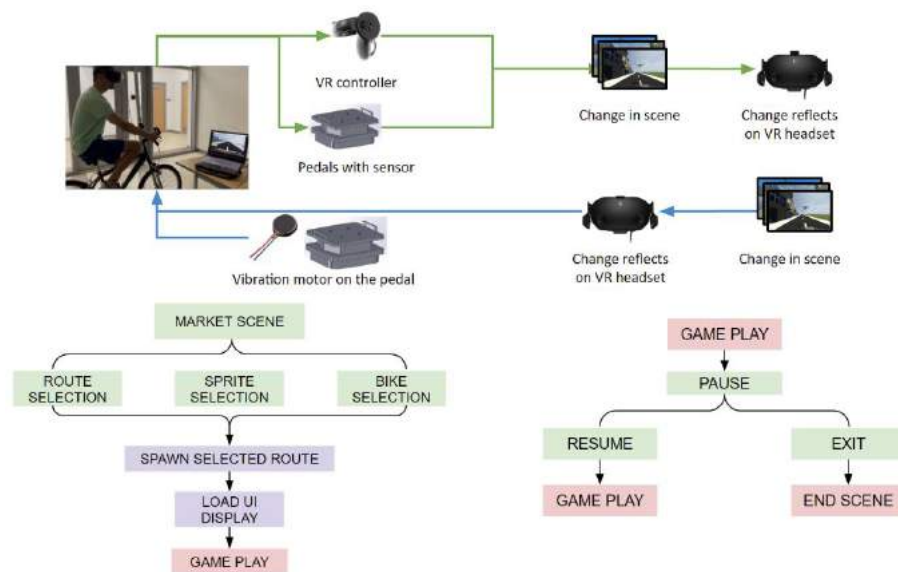 VR controller
Pedals with sensor
Change in scene
Change reflects
on VR headset
Vibration motor on the pedal
Change reflects
on VR headset
Change in scene
MARKET SCENE
ROUTE
SELECTION
SPRITE
SELECTION
BIKE
SELECTION
SPAWN SELECTED ROUTE
LOAD UI
DISPLAY
GAME PLAY
GAME PLAY
PAUSE
RESUME
EXIT
GAME PLAY
END SCENE